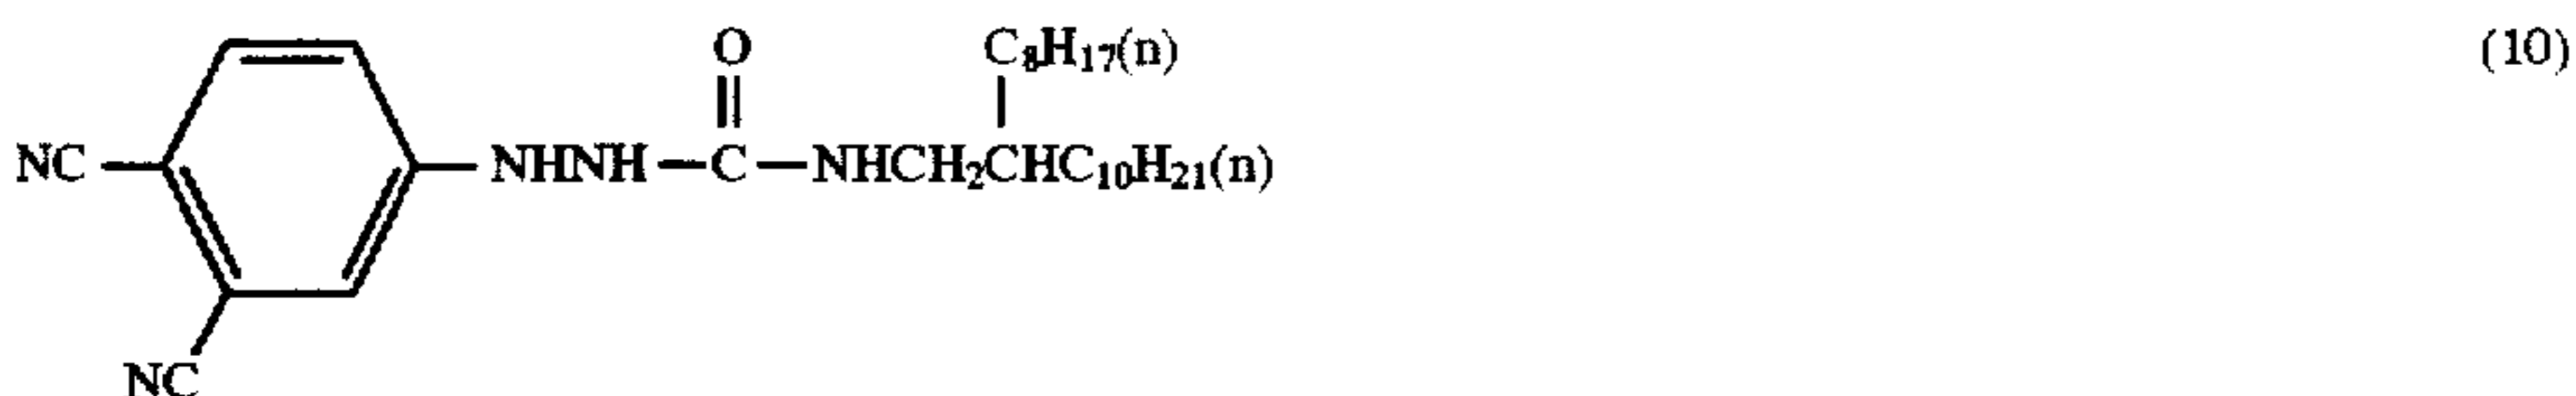 O C₈H₁₇(n) (10)
NC NHNH C NHCH₂CHC₁₀H₂₁(n)
NC